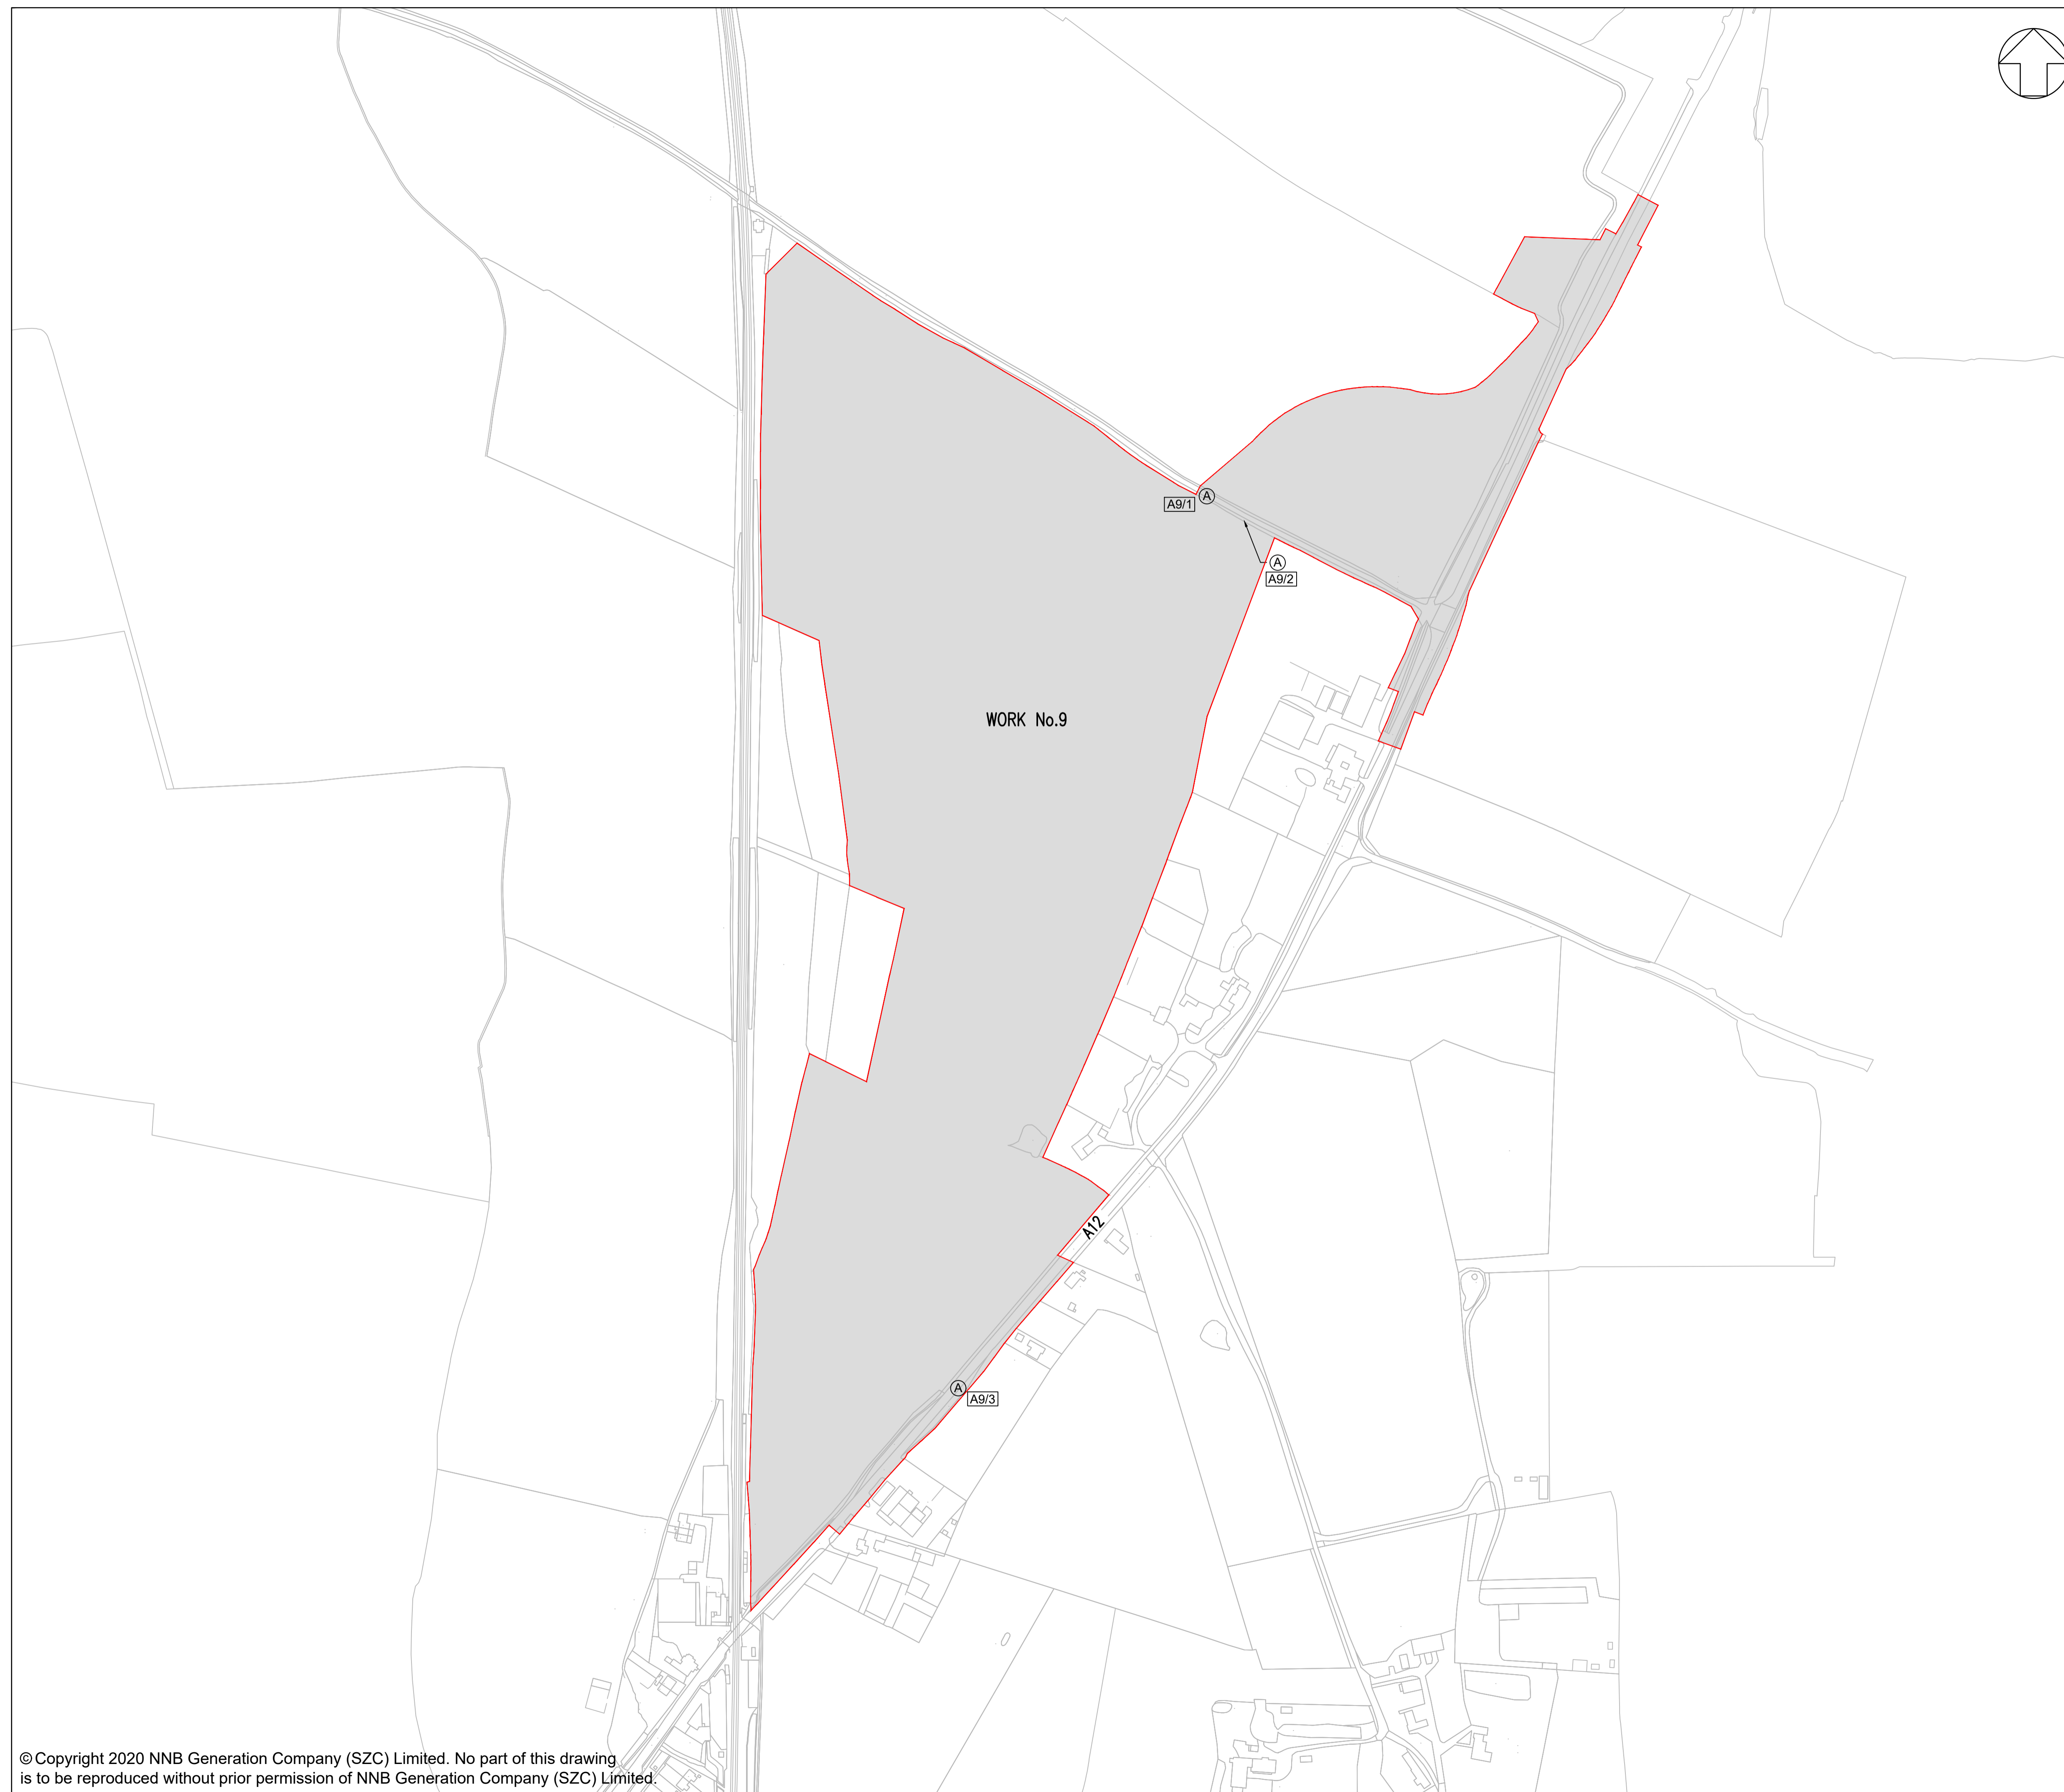 A9/1
A
A
A9/2
WORK No.9
A12
A
A9/3
© Copyright 2020 NNB Generation Company (SZC) Limited. No part of this drawing
is to be reproduced without prior permission of NNB Generation Company (SZC) Limited.